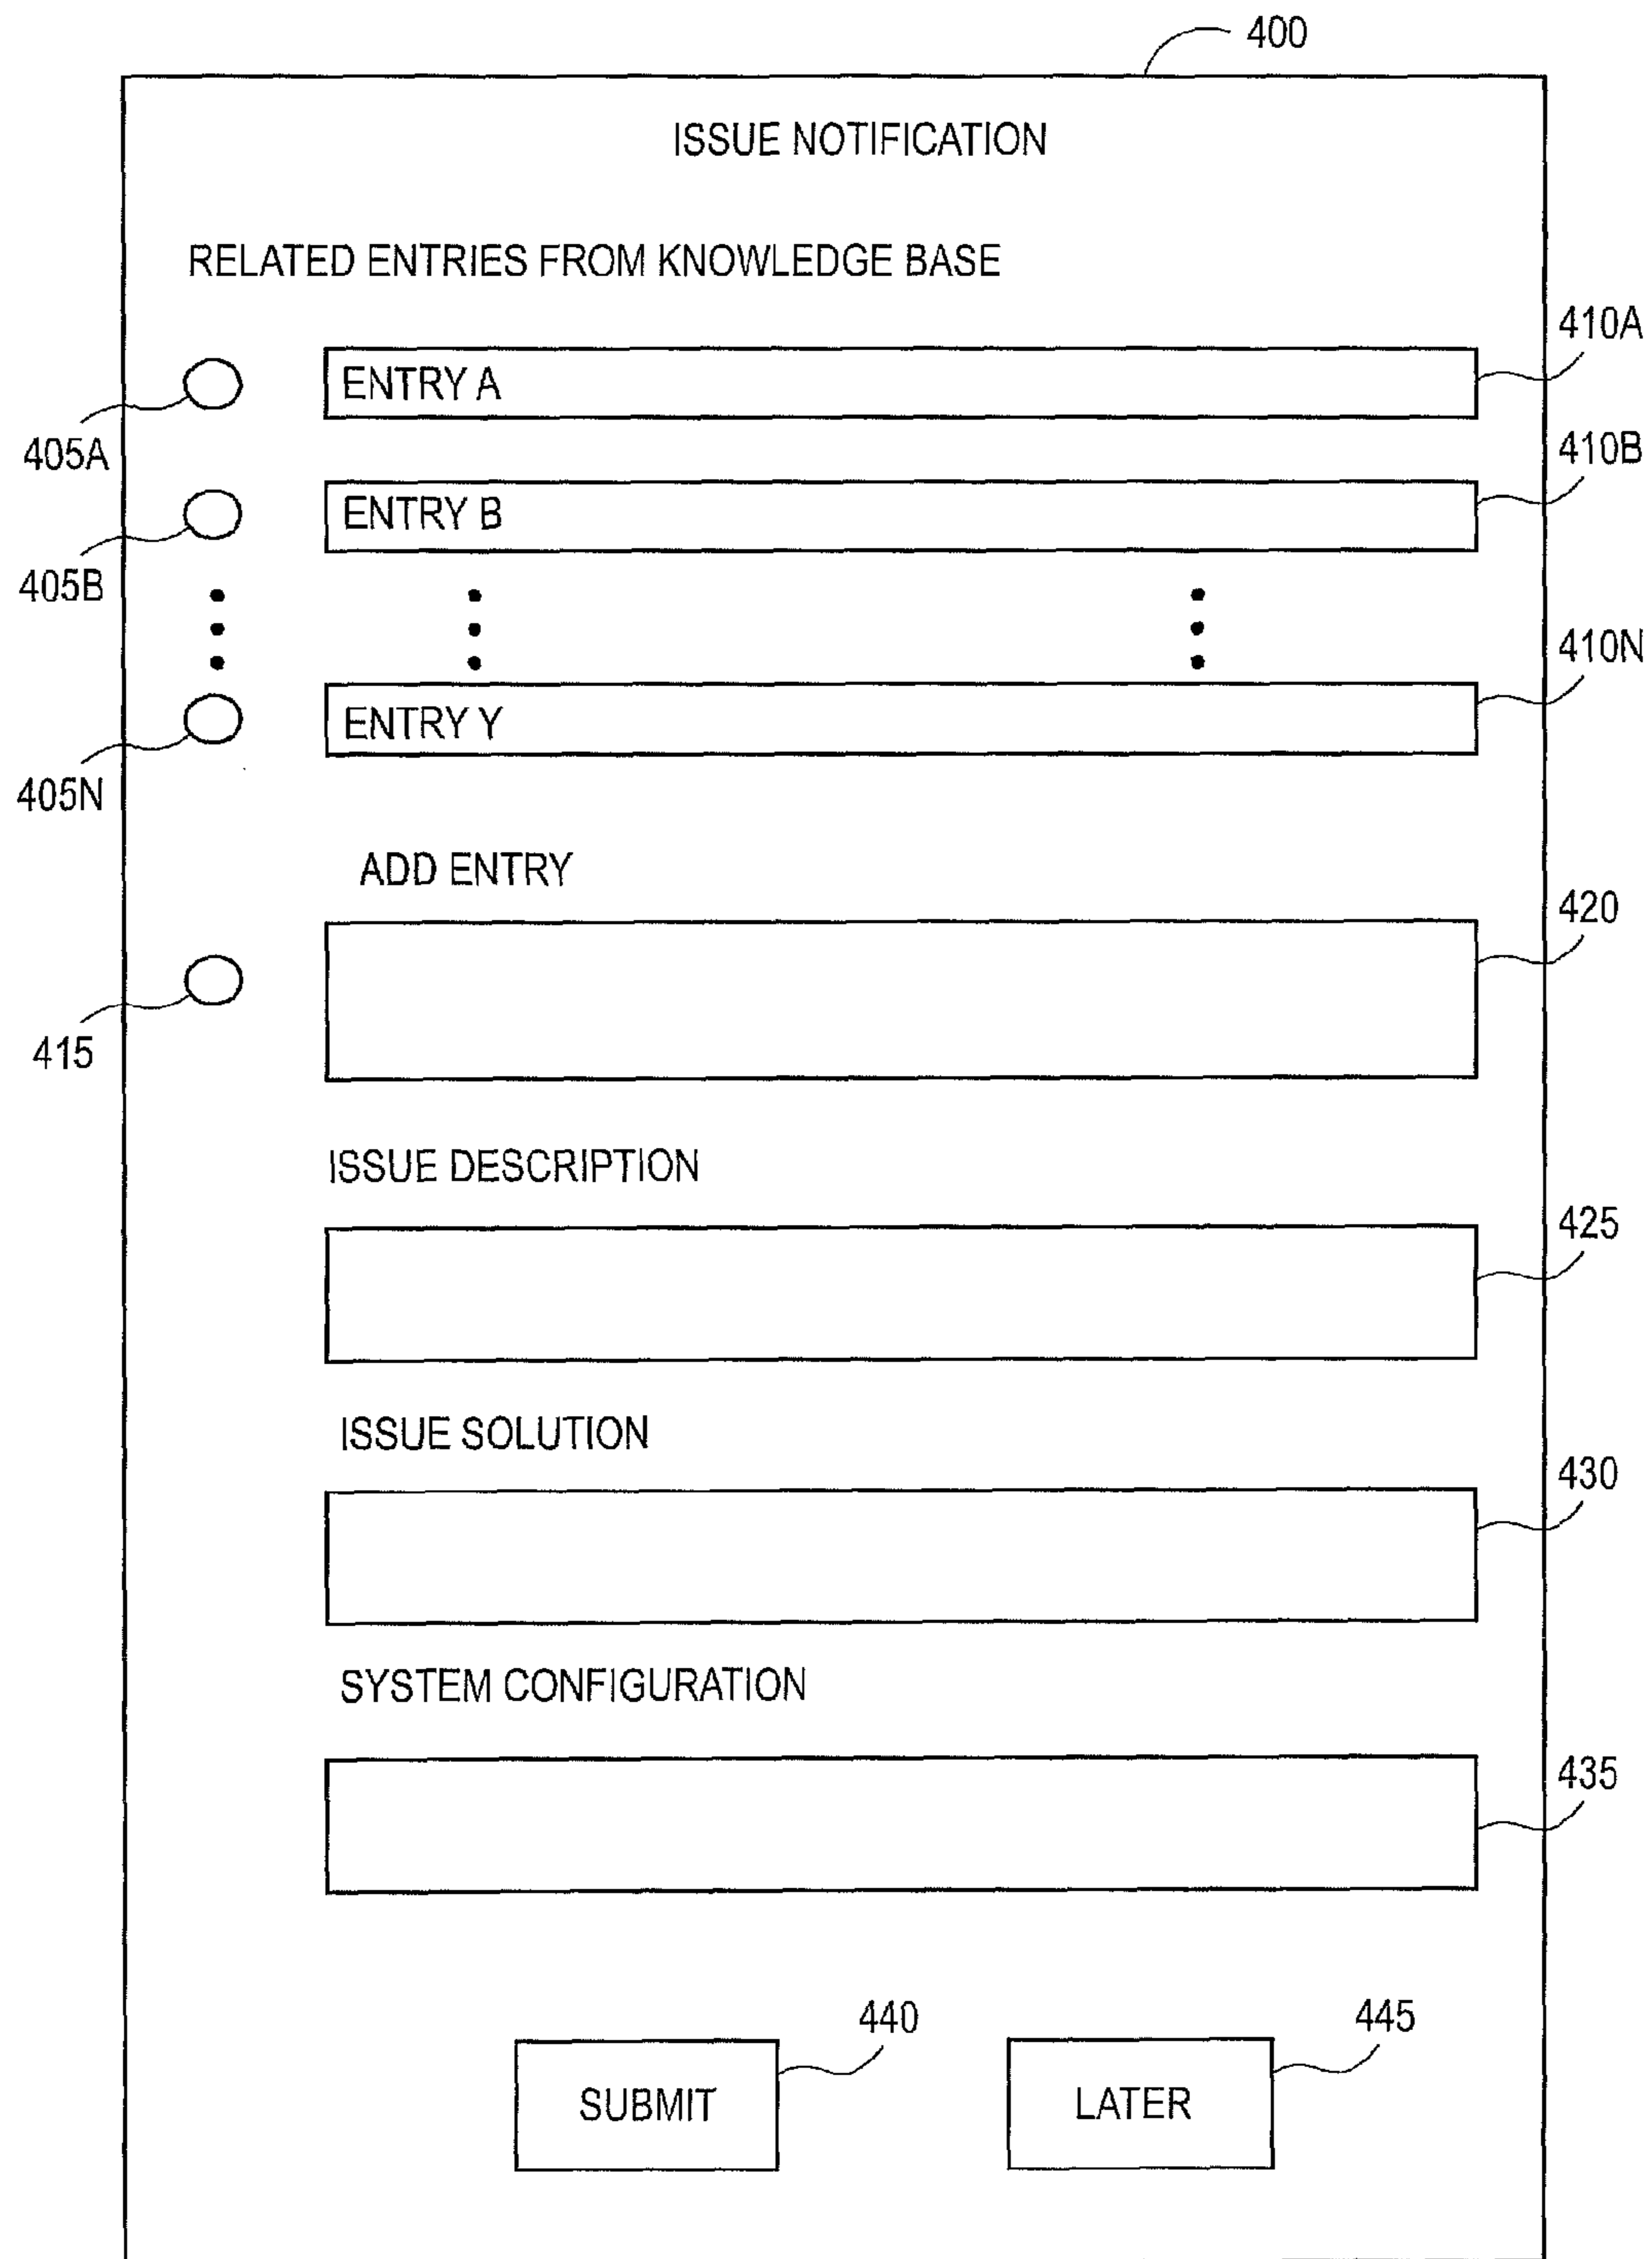 400
ISSUE NOTIFICATION
RELATED ENTRIES FROM KNOWLEDGE BASE
410A
ENTRY A
405A
410B
ENTRY B
405B
410N
ENTRY Y
405N
ADD ENTRY
420
415
ISSUE DESCRIPTION
425
ISSUE SOLUTION
430
SYSTEM CONFIGURATION
435
440
445
SUBMIT
LATER